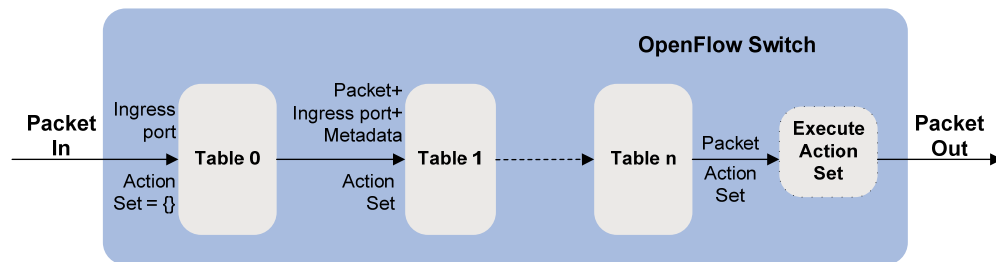 OpenFlow Switch
Packet
In
Ingress
port
Action
Set = {}
Table 0
Packet+
Ingress port+
Metadata
Action
Set
Table 1
Table n
Packet
Action
Set
Execute
Action
Set
Packet
Out